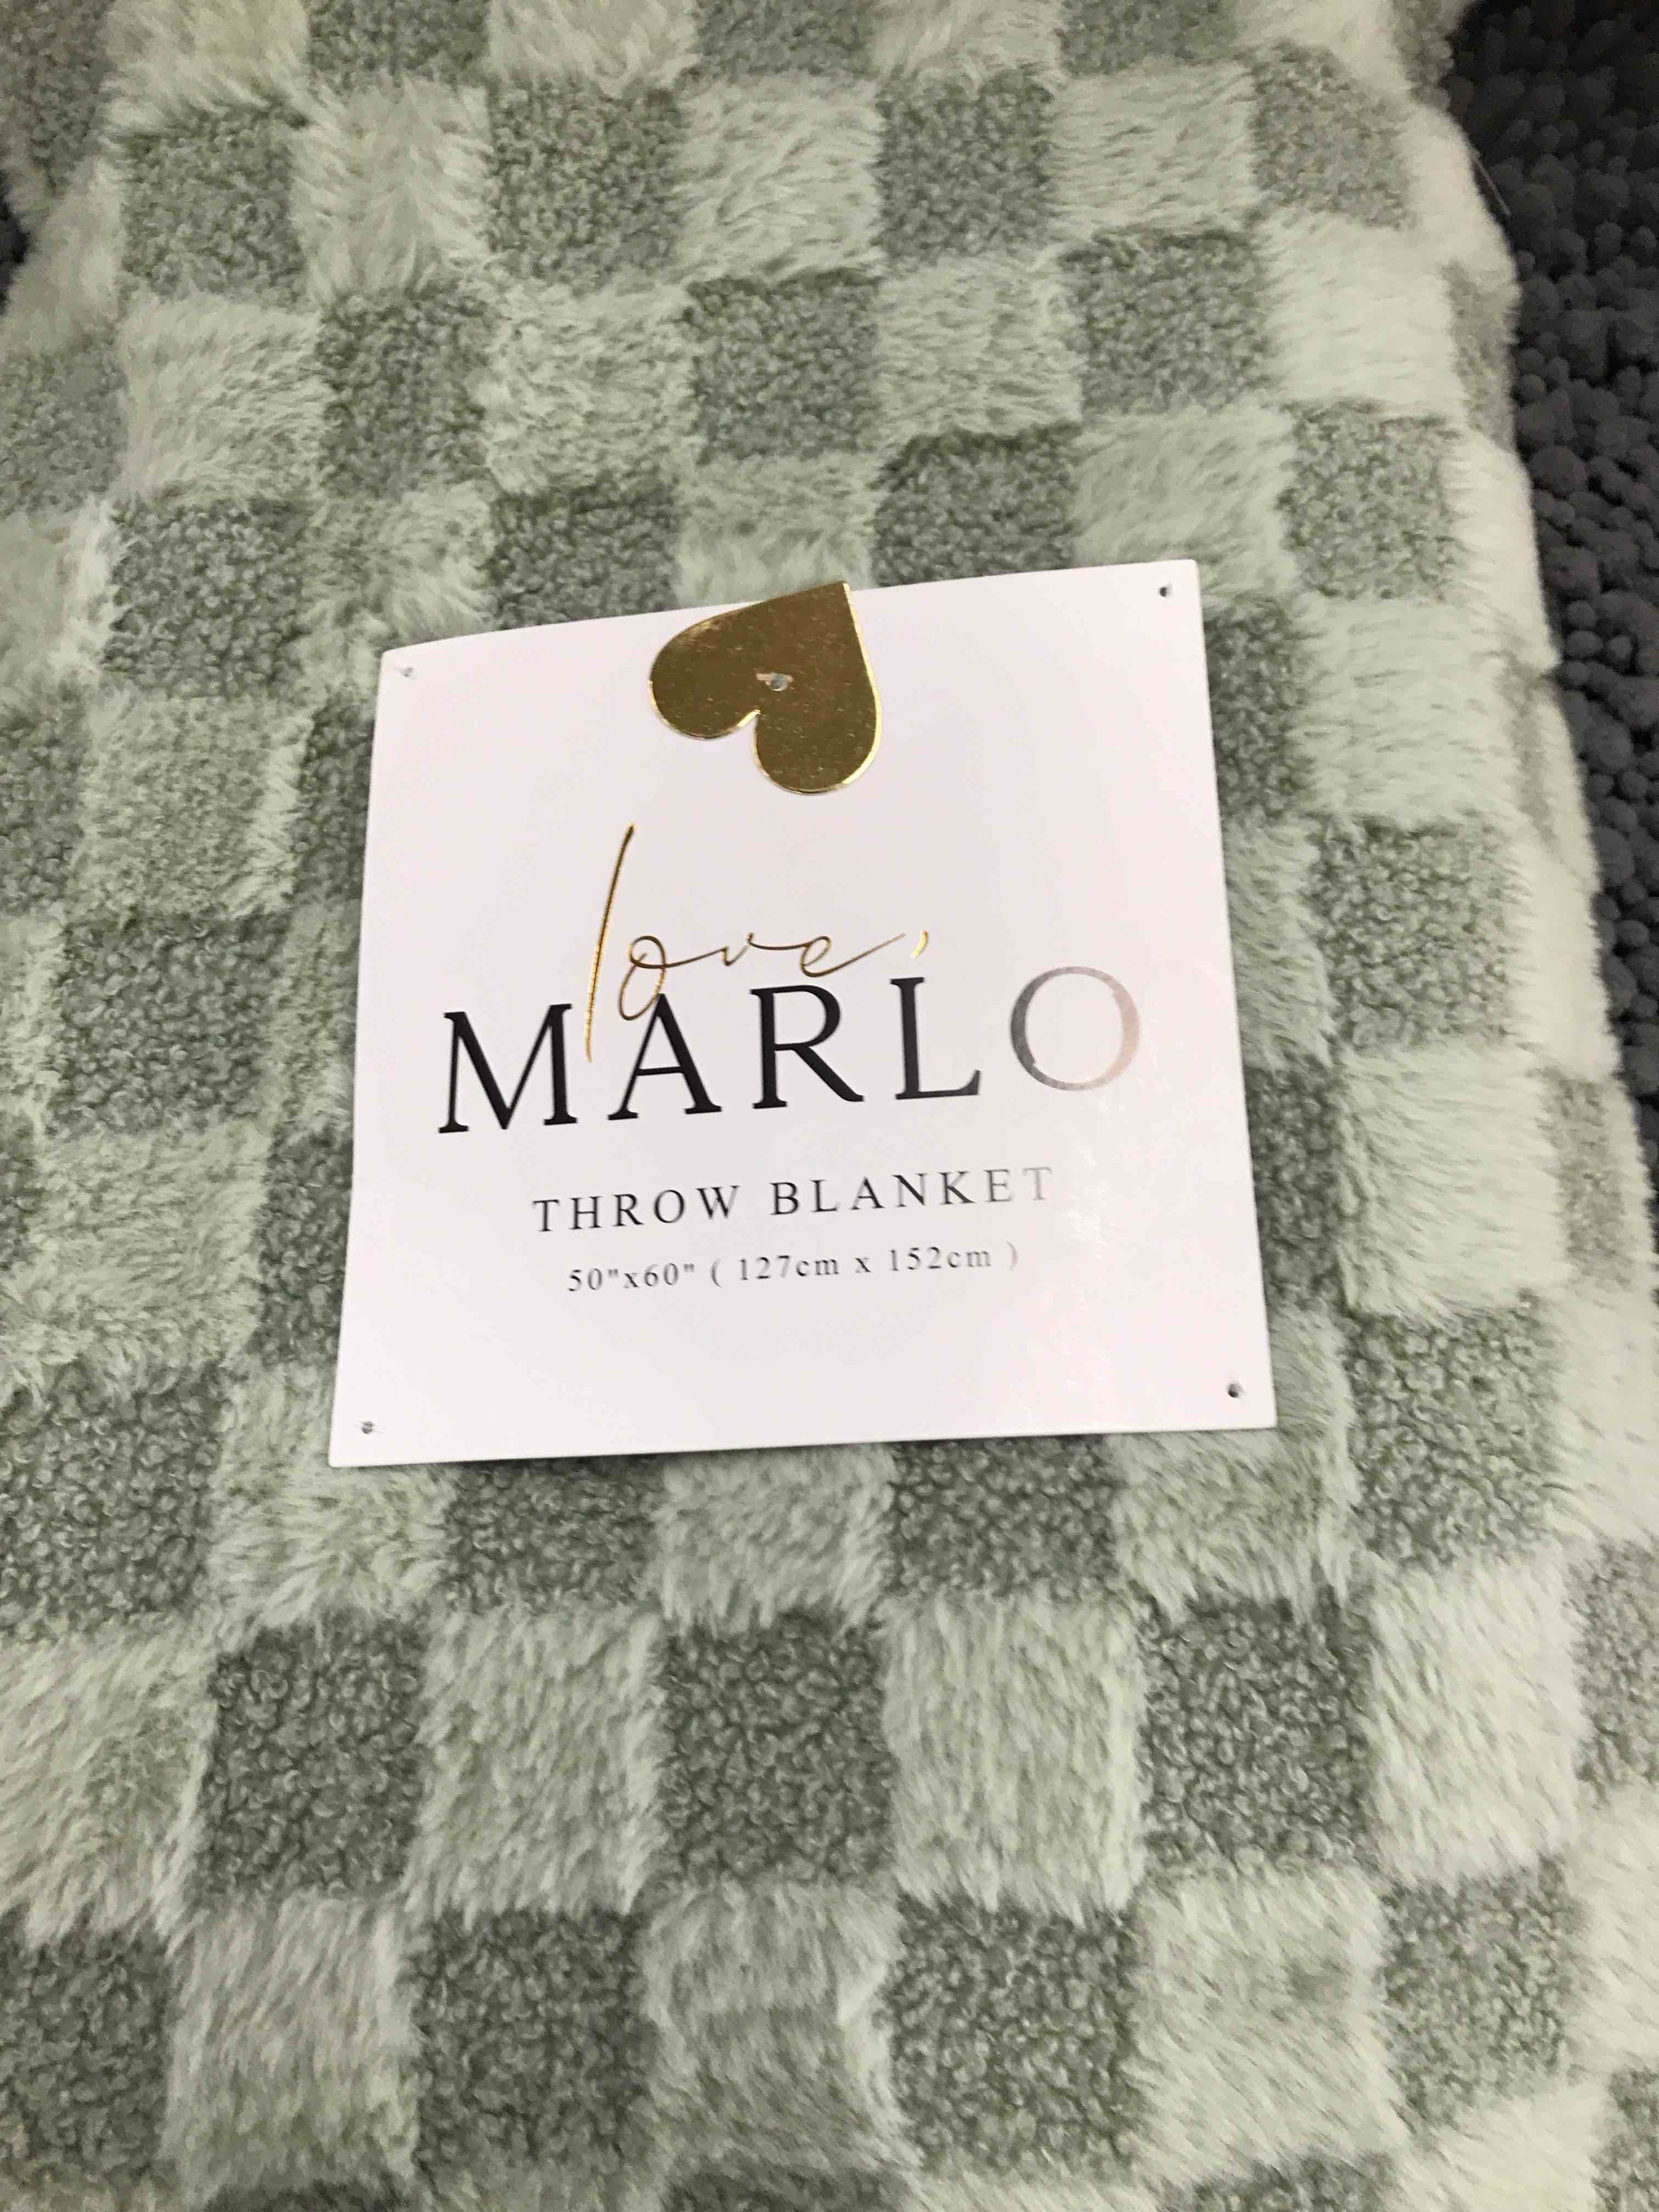 love,
MARLO
THROW BLANKET
50"x60" ( 127cm x 152cm )